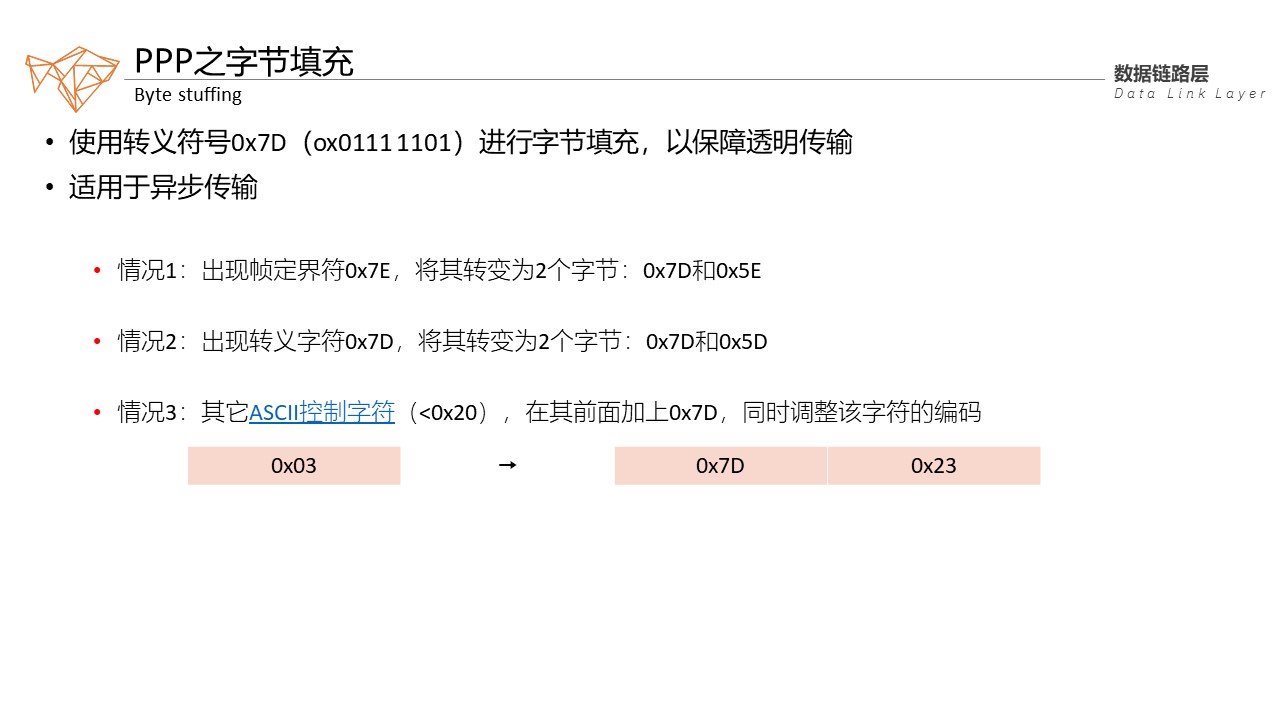 PPP之字节填充
Byte stuffing
数据链路层
Data Link Layer
• 使用转义符号0x7D（ox01111101）进行字节填充，以保障透明传输
• 适用于异步传输
• 情况1：出现帧定界符0x7E，将其转变为2个字节：0x7D和0x5E
• 情况2：出现转义字符0x7D，将其转变为2个字节：0x7D和0x5D
• 情况3：其它ASCII控制字符（<0x20），在其前面加上0x7D，同时调整该字符的编码
0x03 → 0x7D 0x23